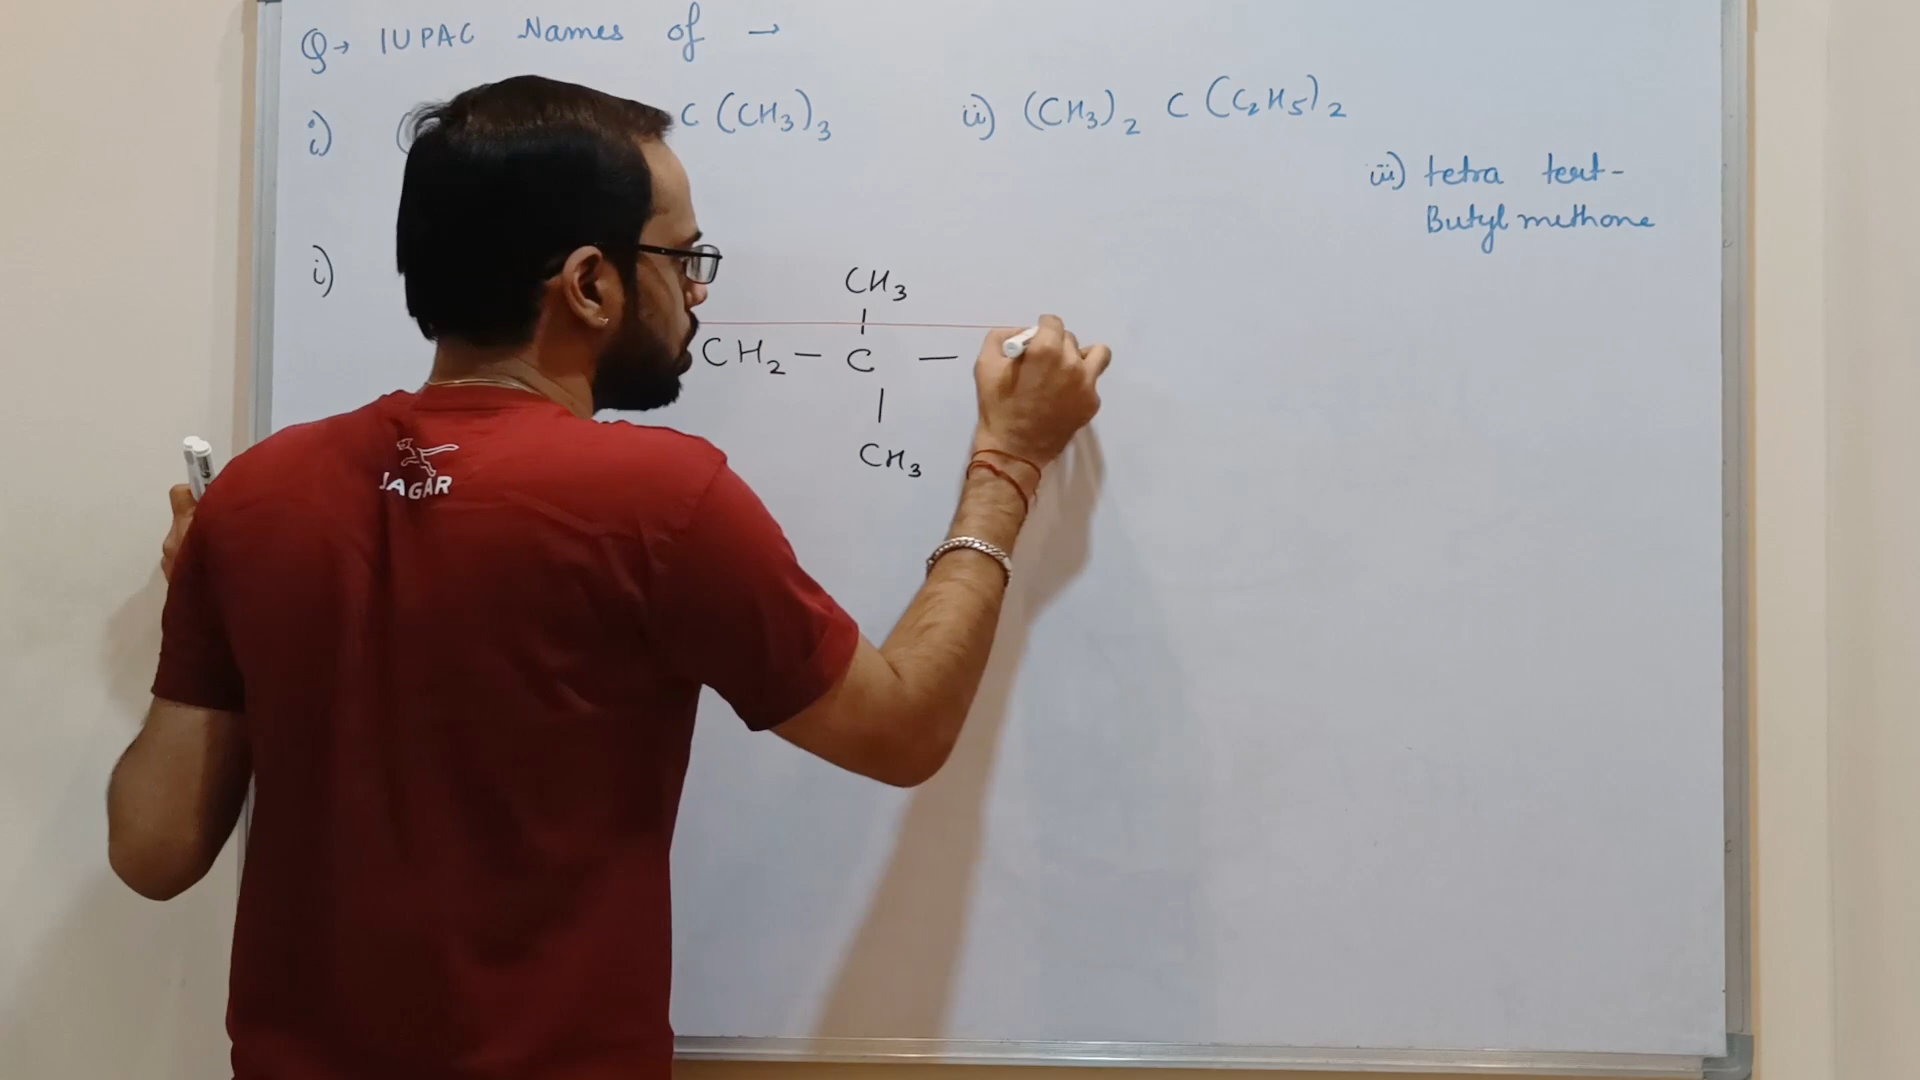 Q→ IUPAC Names of →
i) ( C (CH3)3 ii) (CH3)2 C (C2H5)2
iii) tetra tert-
Butyl methane
i)
CH3
|
CH2 — C —
|
CH3
JAGAR